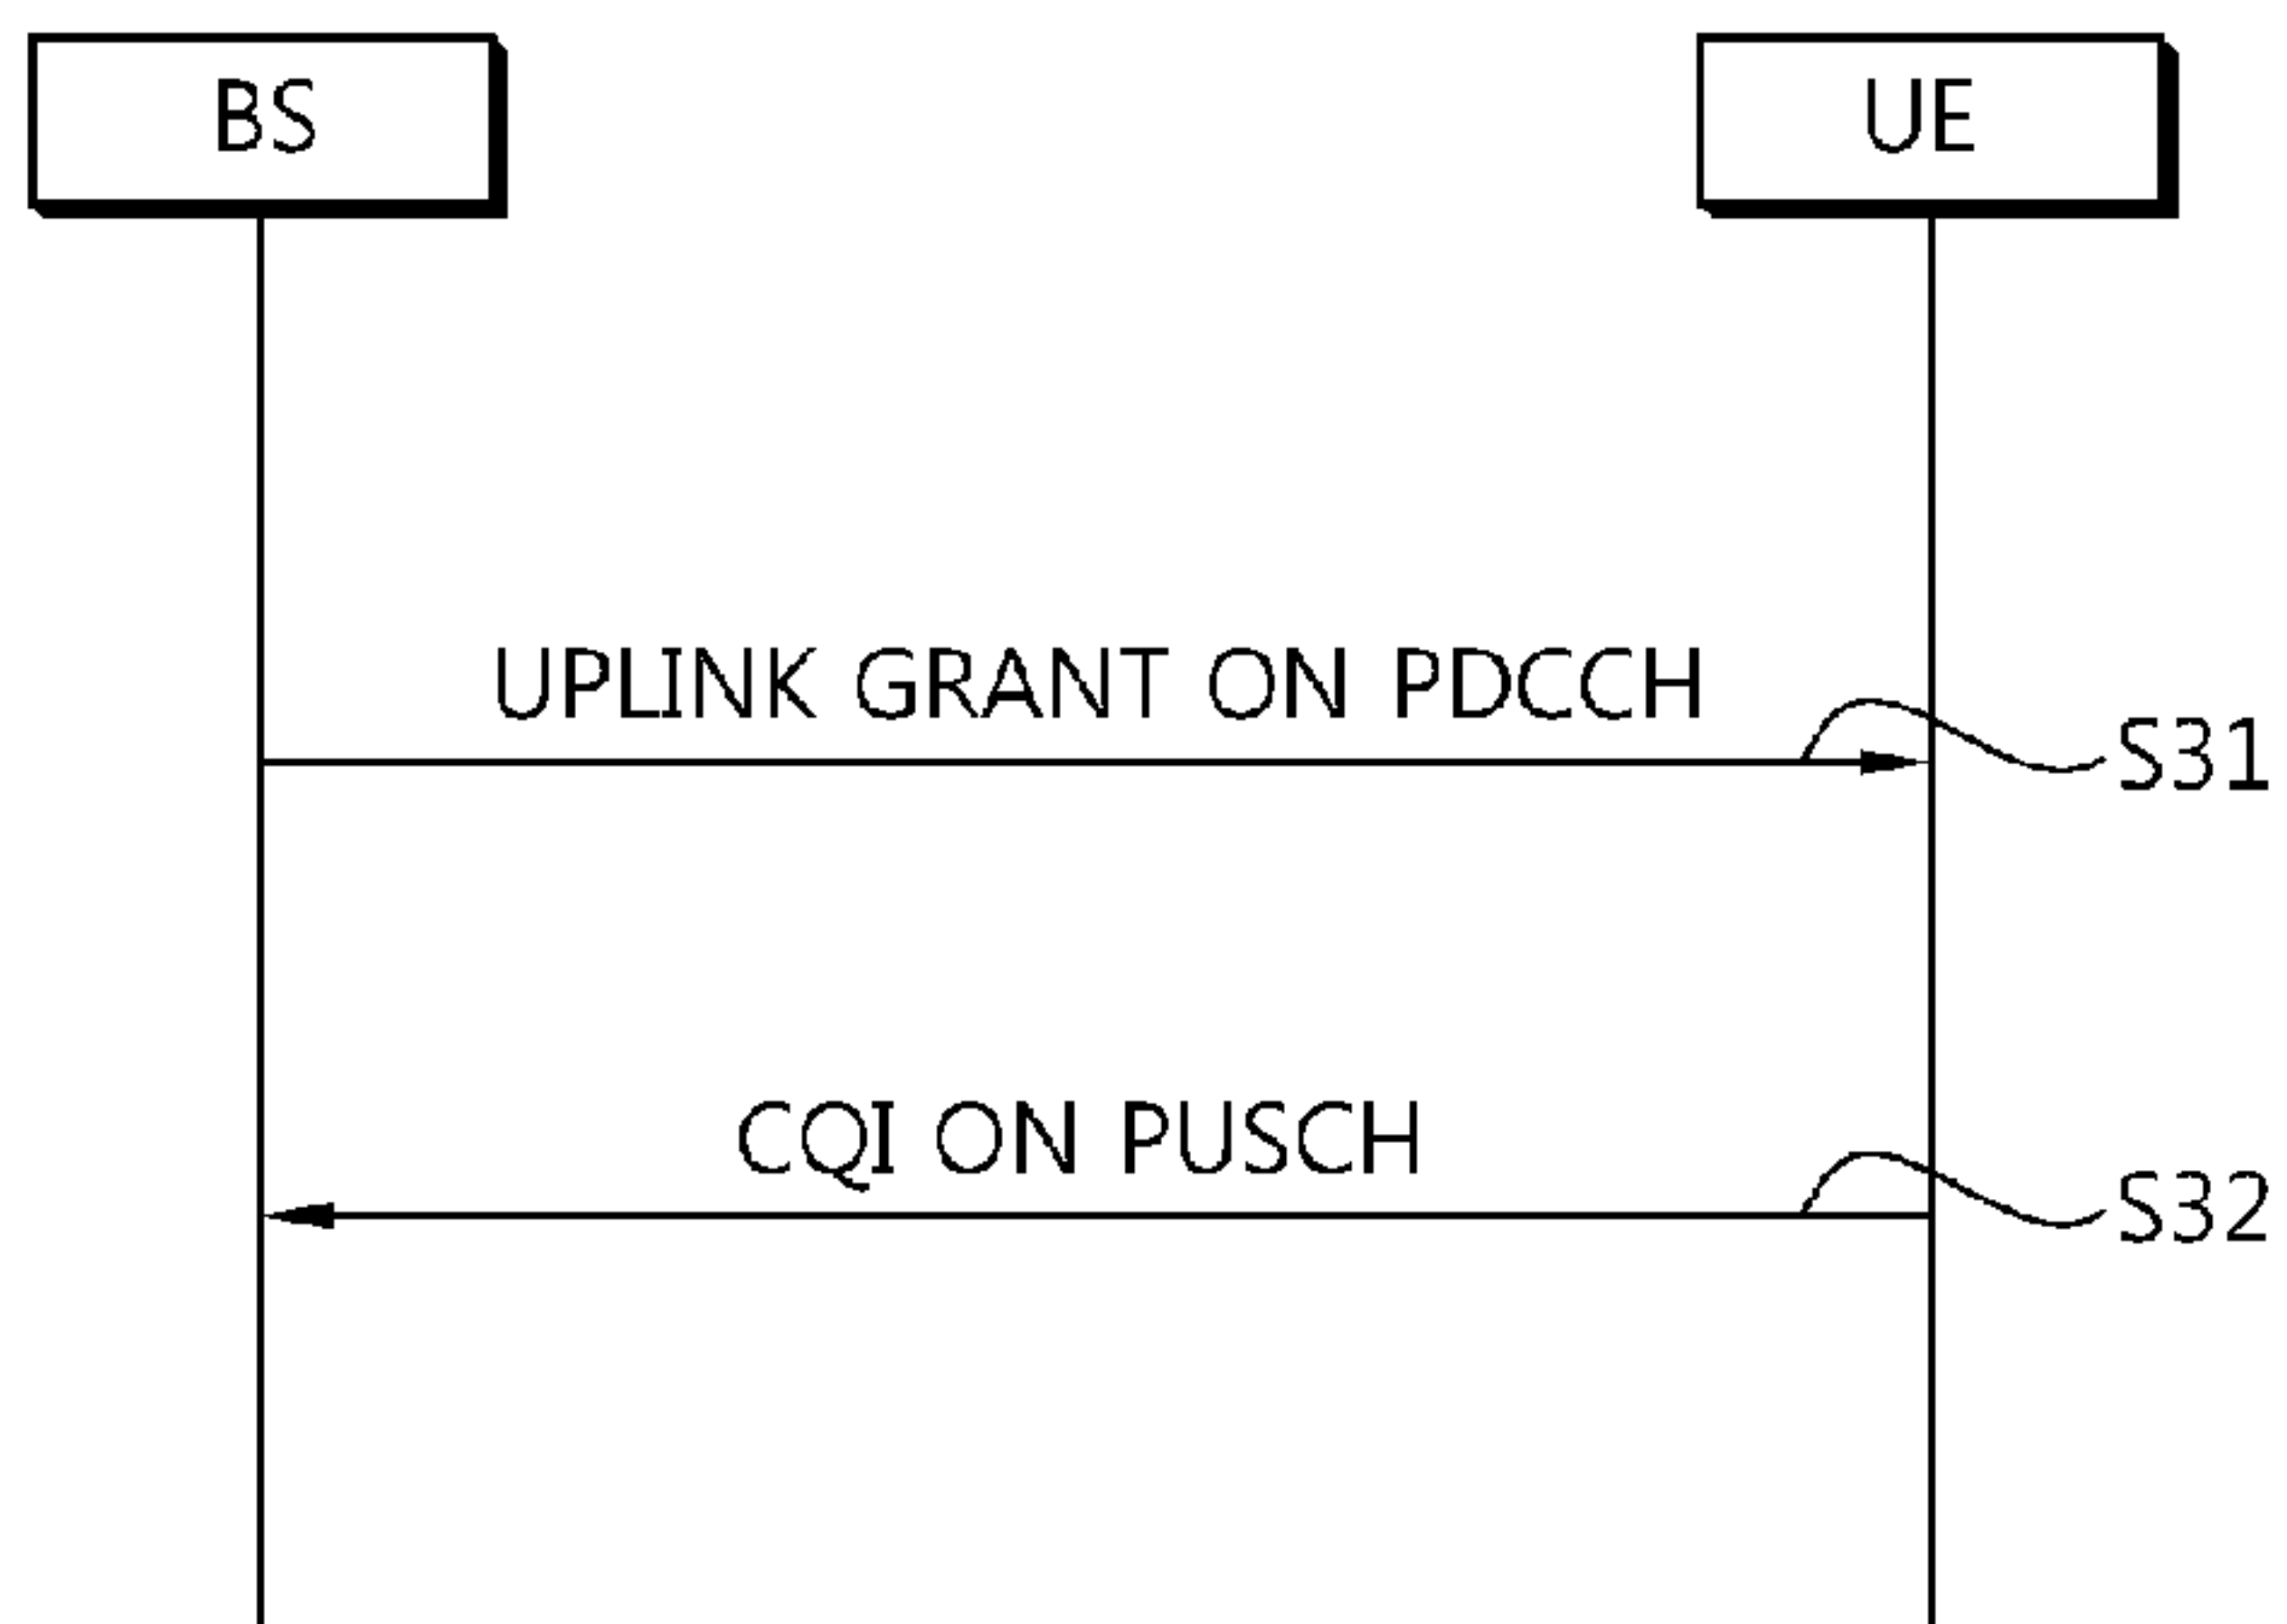 BS
UE
UPLINK GRANT ON PDCCH
S31
CQI ON PUSCH
S32